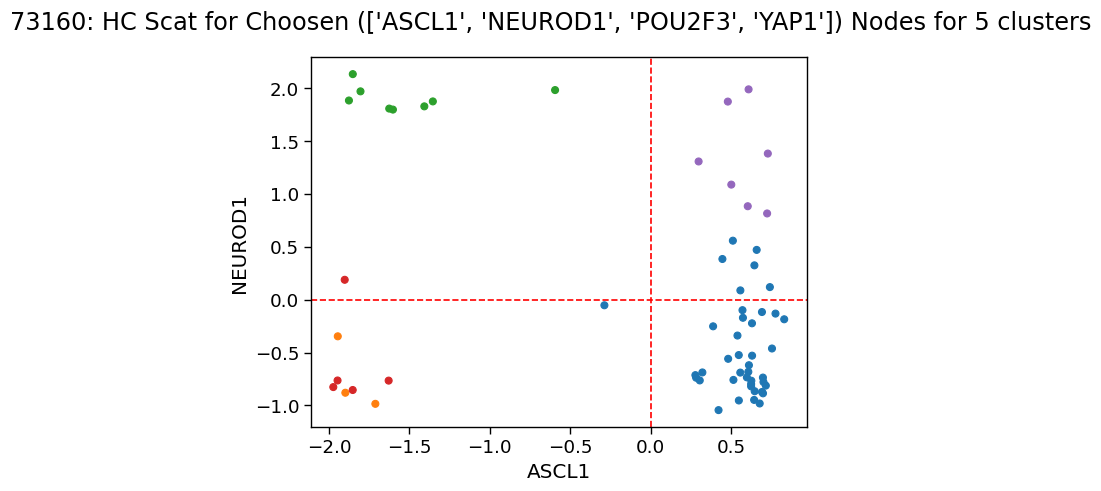 73160: HC Scat for Choosen (['ASCL1', 'NEUROD1', 'POU2F3', 'YAP1']) Nodes for 5 clusters
2.0
1.5
1.0
0.5
0.0
−0.5
−1.0
NEUROD1
−2.0 −1.5 −1.0 −0.5 0.0 0.5
ASCL1